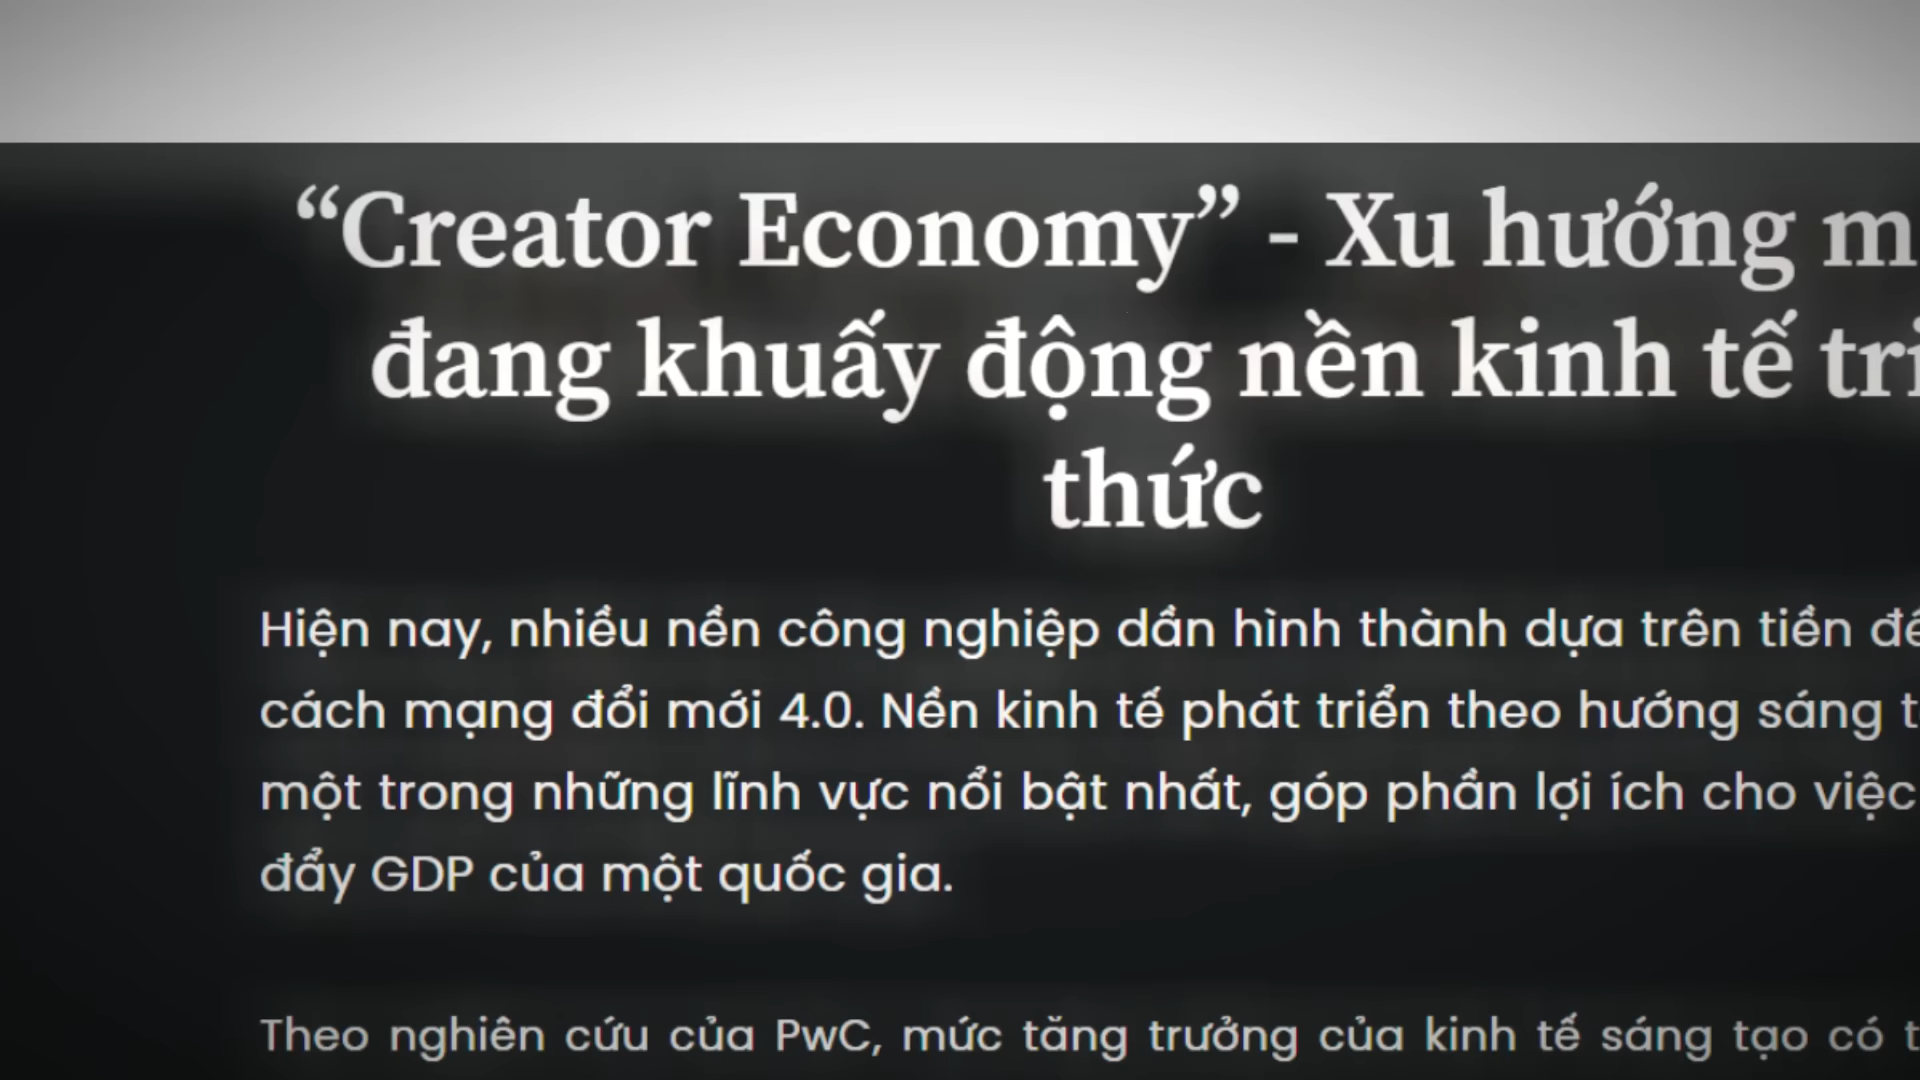 “Creator Economy” - Xu hướng
đang khuấy động nền kinh tế
thức
Hiện nay, nhiều nền công nghiệp dần hình thành dựa trên tiền
cách mạng đổi mới 4.0. Nền kinh tế phát triển theo hướng sáng
một trong những lĩnh vực nổi bật nhất, góp phần lợi ích cho việc
đẩy GDP của một quốc gia.
Theo nghiên cứu của PwC, mức tăng trưởng của kinh tế sáng tạo có